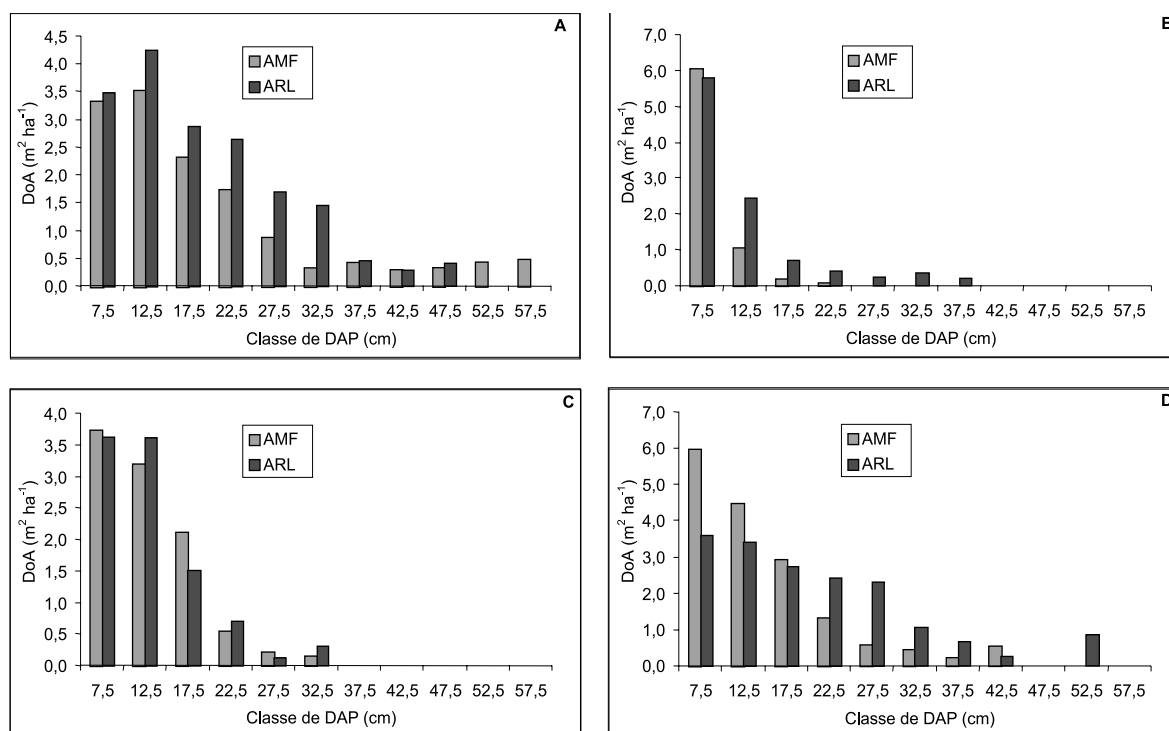 A
4,5
4,0
3,5
3,0
2,5
2,0
1,5
1,0
0,5
0,0
DoA (m² ha⁻¹)
AMF
ARL
7,5 12,5 17,5 22,5 27,5 32,5 37,5 42,5 47,5 52,5 57,5
Classe de DAP (cm)
B
7,0
6,0
5,0
4,0
3,0
2,0
1,0
0,0
DoA (m² ha⁻¹)
AMF
ARL
7,5 12,5 17,5 22,5 27,5 32,5 37,5 42,5 47,5 52,5 57,5
Classe de DAP (cm)
C
4,0
3,5
3,0
2,5
2,0
1,5
1,0
0,5
0,0
DoA (m² ha⁻¹)
AMF
ARL
7,5 12,5 17,5 22,5 27,5 32,5 37,5 42,5 47,5 52,5 57,5
Classe de DAP (cm)
D
7,0
6,0
5,0
4,0
3,0
2,0
1,0
0,0
DoA (m² ha⁻¹)
AMF
ARL
7,5 12,5 17,5 22,5 27,5 32,5 37,5 42,5 47,5 52,5 57,5
Classe de DAP (cm)